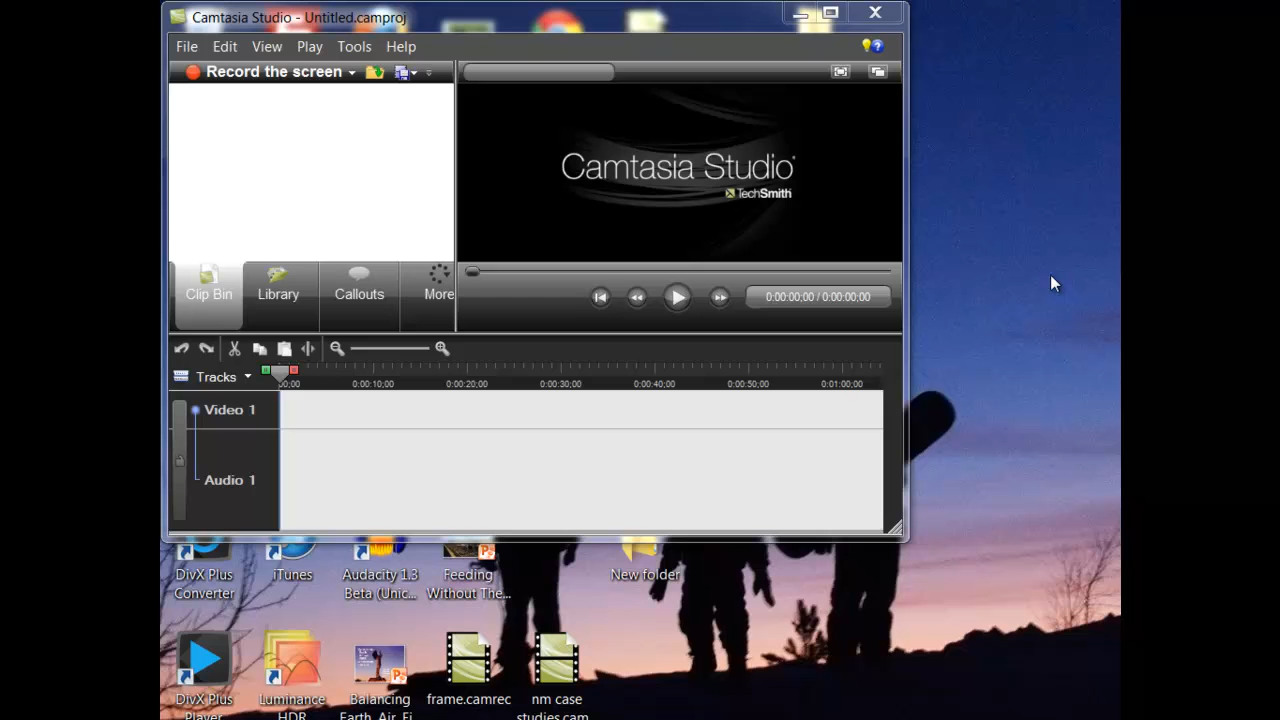 Camtasia Studio - Untitled.camproj
File Edit View Play Tools Help
Record the screen
Camtasia Studio®
TechSmith
Clip Bin Library Callouts More
0:00:00;00 / 0:00:00;00
Tracks
00;00 0:00:10;00 0:00:20;00 0:00:30;00 0:00:40;00 0:00:50;00 0:01:00;00
Video 1
Audio 1
DivX Plus Converter
iTunes
Audacity 1.3 Beta (Unic...
Feeding Without The...
New folder
DivX Plus Player
Luminance HDR
Balancing Earth, Air, Fi...
frame.camrec
nm case studies.cam...